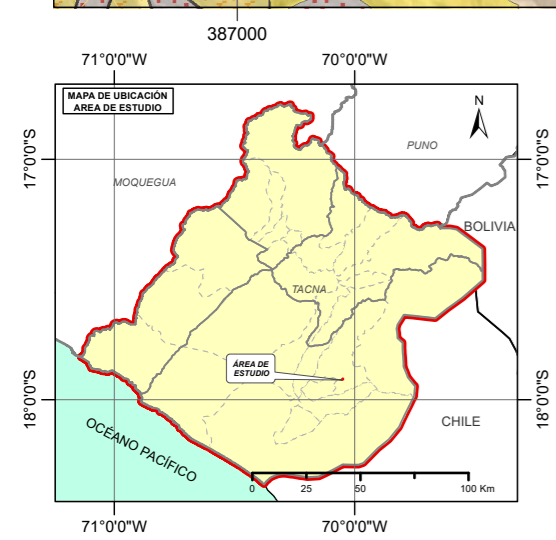 387000
71°0'0"W
70°0'0"W
MAPA DE UBICACIÓN
AREA DE ESTUDIO
N
17°0'0"S
17°0'0"S
PUNO
MOQUEGUA
BOLIVIA
TACNA
ÁREA DE
ESTUDIO
18°0'0"S
18°0'0"S
CHILE
OCÉANO PACÍFICO
0 25 50 100 Km
71°0'0"W
70°0'0"W